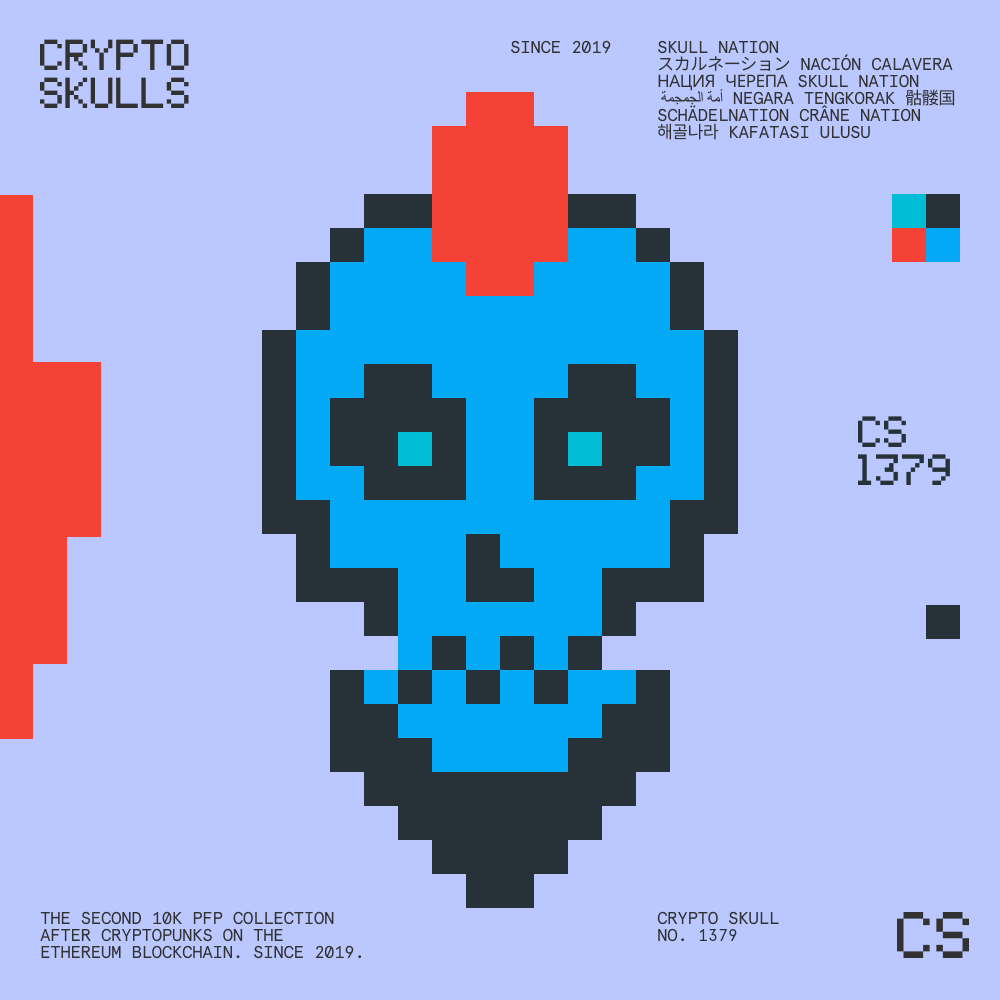 CRYPTO
SKULLS
SINCE 2019
SKULL NATION
スカルネーション NACIÓN CALAVERA
НАЦИЯ ЧЕРЕПА SKULL NATION
أمة الجمجمة NEGARA TENGKORAK 骷髅国
SCHÄDELNATION CRÂNE NATION
해골나라 KAFATASI ULUSU
CS
1379
THE SECOND 10K PFP COLLECTION
AFTER CRYPTOPUNKS ON THE
ETHEREUM BLOCKCHAIN. SINCE 2019.
CRYPTO SKULL
NO. 1379
CS